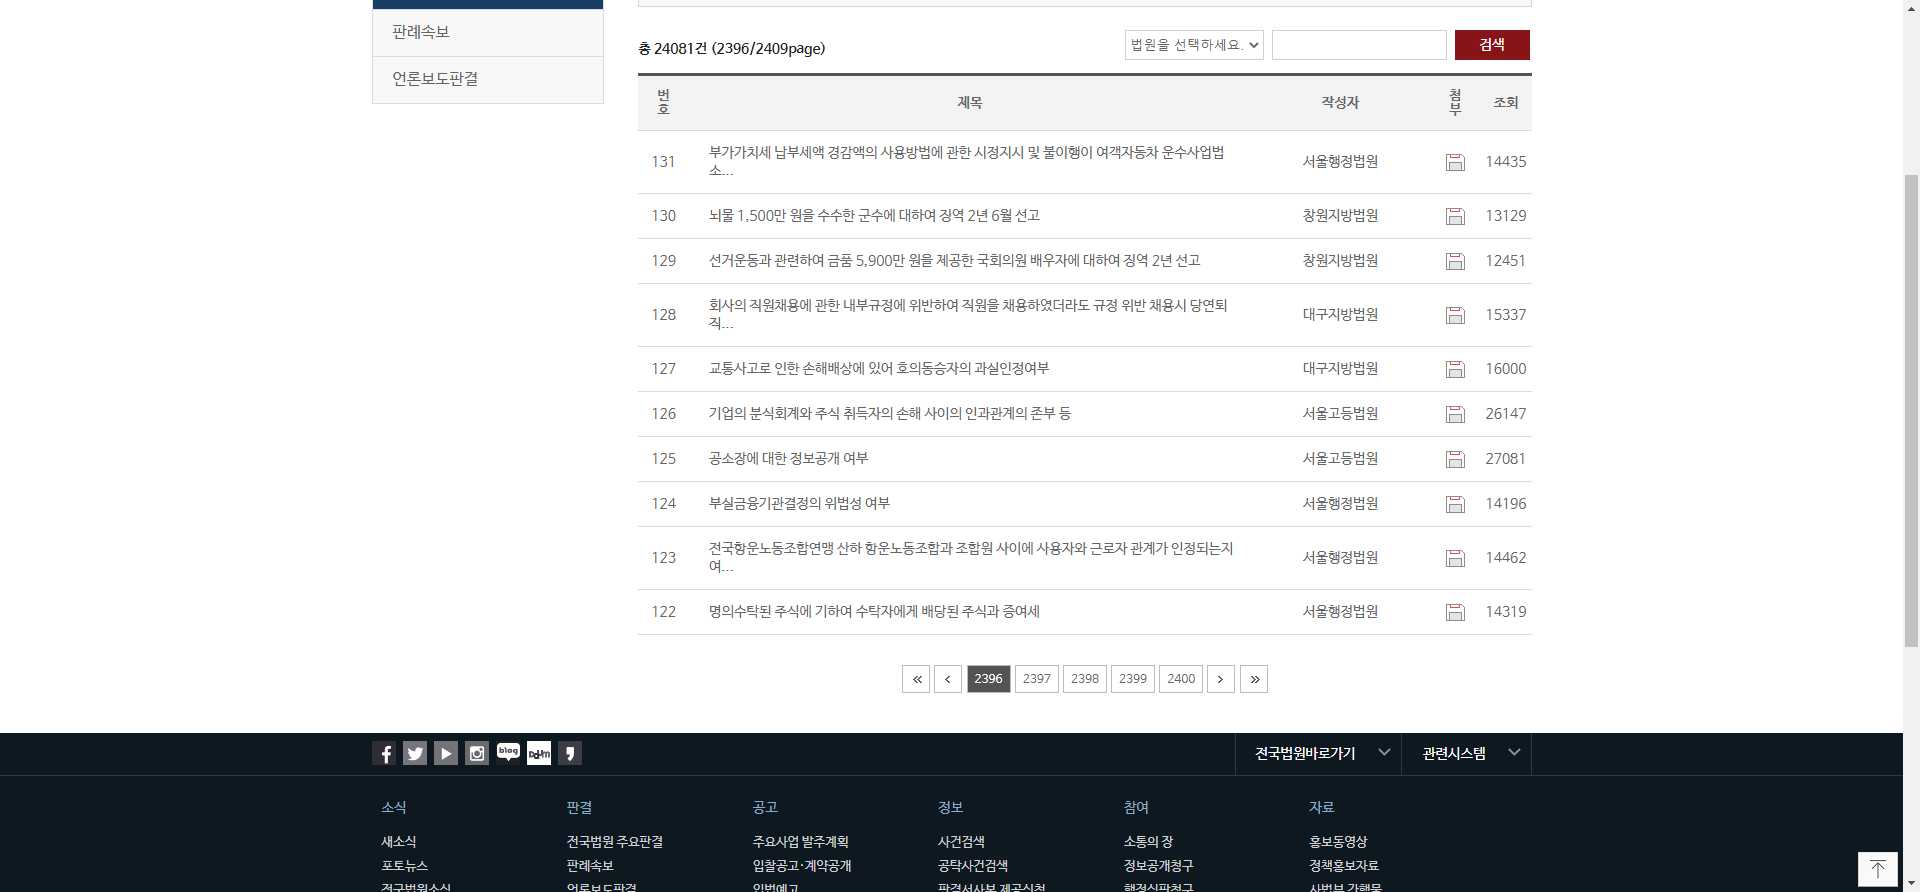 판례속보
언론보도판결
총 24081건 (2396/2409page)
법원을 선택하세요.
검색
번호 제목 작성자 첨부 조회
131 부가가치세 납부세액 경감액의 사용방법에 관한 시정지시 및 불이행이 여객자동차 운수사업법
소... 서울행정법원 14435
130 뇌물 1,500만 원을 수수한 군수에 대하여 징역 2년 6월 선고 창원지방법원 13129
129 선거운동과 관련하여 금품 5,900만 원을 제공한 국회의원 배우자에 대하여 징역 2년 선고 창원지방법원 12451
128 회사의 직원채용에 관한 내부규정에 위반하여 직원을 채용하였더라도 규정 위반 채용시 당연퇴
직... 대구지방법원 15337
127 교통사고로 인한 손해배상에 있어 호의동승자의 과실인정여부 대구지방법원 16000
126 기업의 분식회계와 주식 취득자의 손해 사이의 인과관계의 존부 등 서울고등법원 26147
125 공소장에 대한 정보공개 여부 서울고등법원 27081
124 부실금융기관결정의 위법성 여부 서울행정법원 14196
123 전국항운노동조합연맹 산하 항운노동조합과 조합원 사이에 사용자와 근로자 관계가 인정되는지
여... 서울행정법원 14462
122 명의수탁된 주식에 기하여 수탁자에게 배당된 주식과 증여세 서울행정법원 14319
« ‹ 2396 2397 2398 2399 2400 › »
blog Daum
전국법원바로가기 관련시스템
소식 판결 공고 정보 참여 자료
새소식 전국법원 주요판결 주요사업 발주계획 사건검색 소통의 장 홍보동영상
포토뉴스 판례속보 입찰공고·계약공개 공탁사건검색 정보공개청구 정책홍보자료
전국법원소식 언론보도판결 입법예고 판결서사본 제공신청 행정심판청구 사법부 간행물